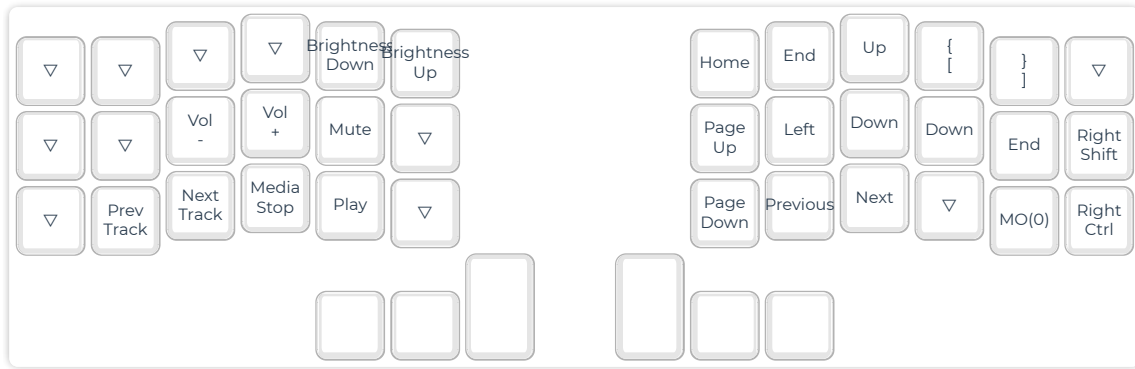 ▽
▽
▽
▽
Brightness
Down
Brightness
Up
Home
End
Up
{
[
}
]
▽
▽
▽
Vol
-
Vol
+
Mute
▽
Page
Up
Left
Down
Down
End
Right
Shift
▽
Prev
Track
Next
Track
Media
Stop
Play
▽
Page
Down
Previous
Next
▽
MO(0)
Right
Ctrl